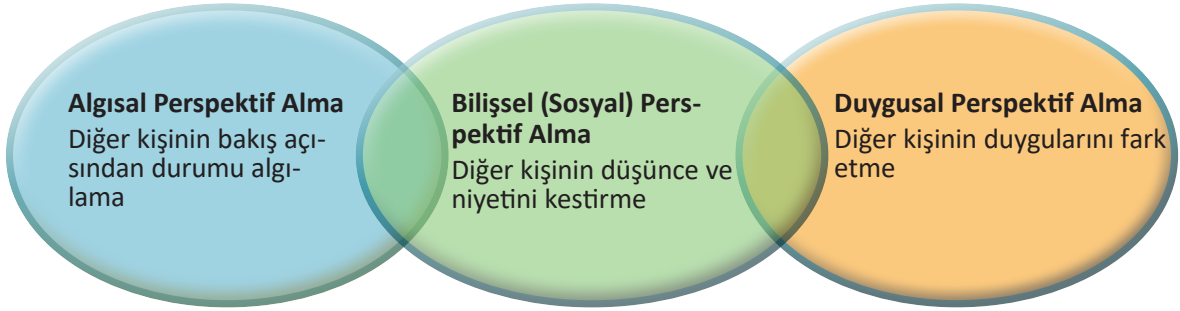 Algısal Perspektif Alma
Diğer kişinin bakış açı-
sından durumu algı-
lama
Bilişsel (Sosyal) Pers-
pektif Alma
Diğer kişinin düşünce ve
niyetini kestirme
Duygusal Perspektif Alma
Diğer kişinin duygularını fark
etme